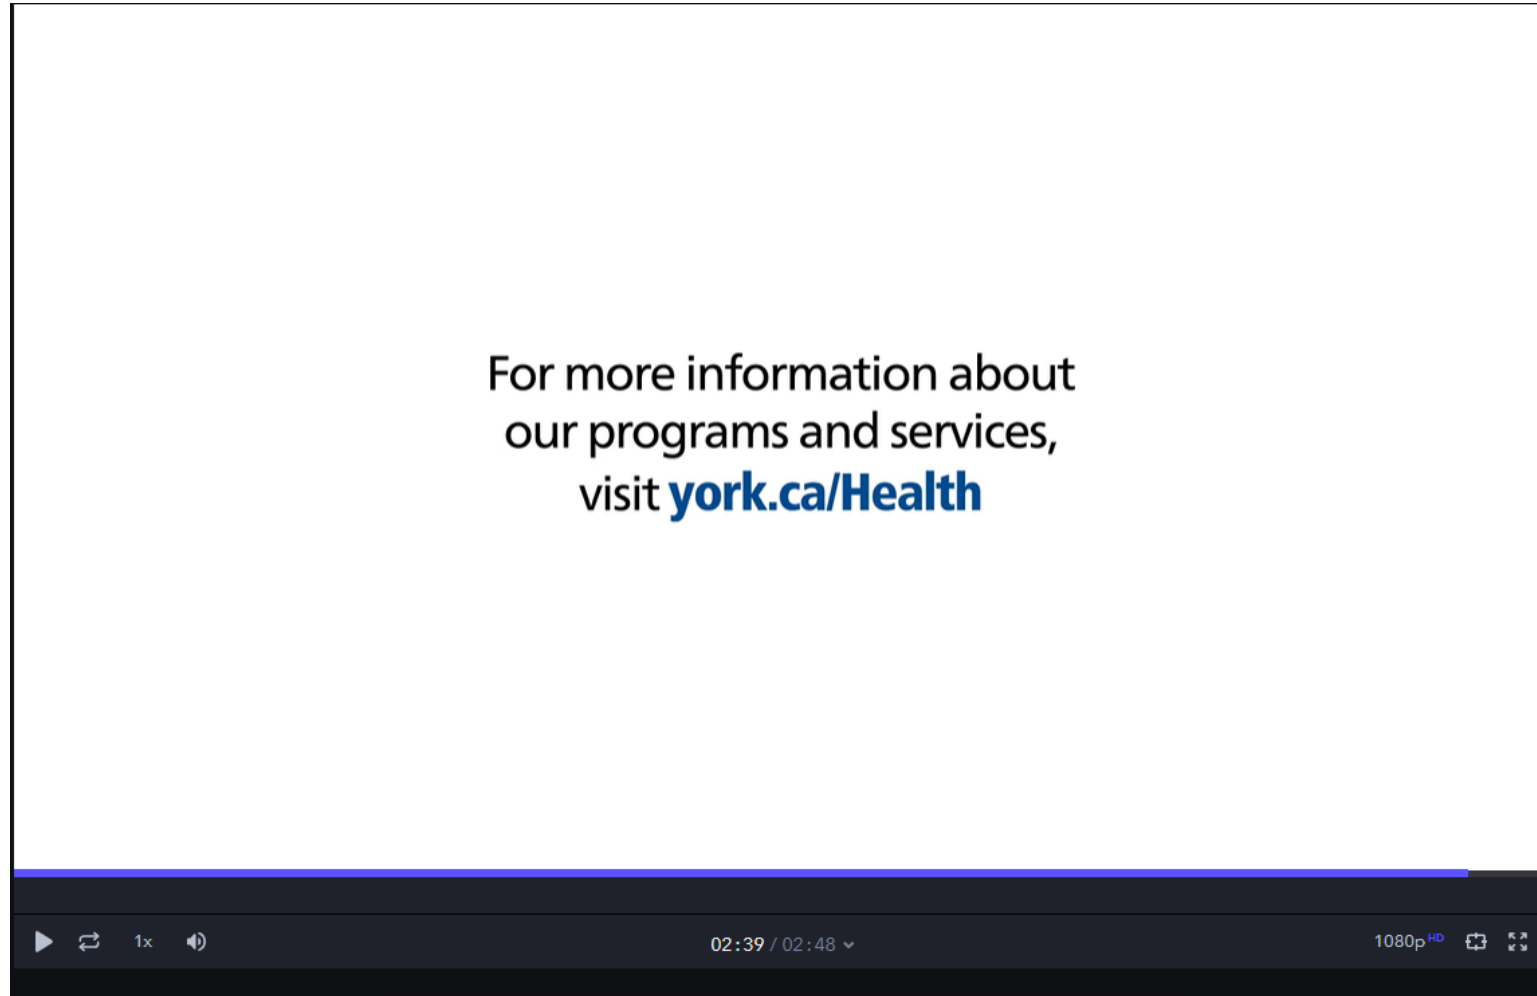 For more information about
our programs and services,
visit york.ca/Health
1x 02:39 / 02:48 1080p HD